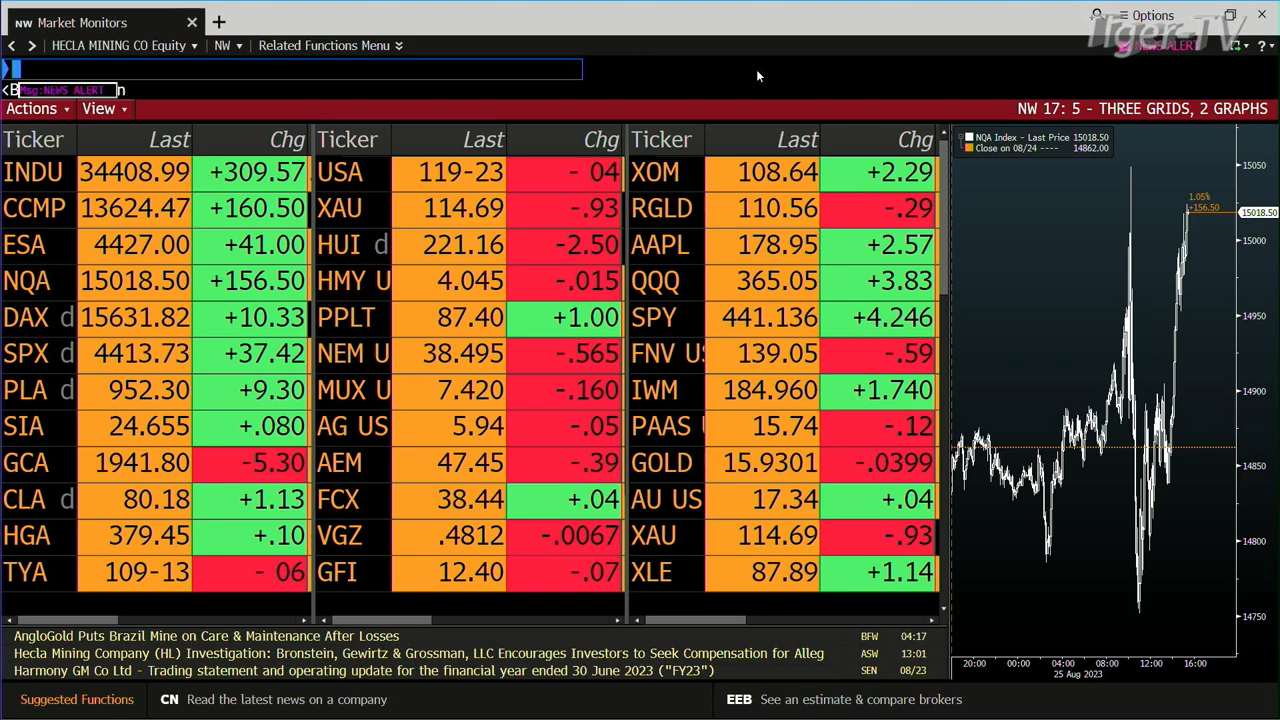 NW Market Monitors
Options
Tiger-TV
HECLA MINING CO Equity NW Related Functions Menu
NEWS ALERT
<B Msg:NEWS ALERT n
Actions View NW 17: 5 - THREE GRIDS, 2 GRAPHS
Ticker Last Chg Ticker Last Chg Ticker Last Chg
INDU 34408.99 +309.57 USA 119-23 - 04 XOM 108.64 +2.29
CCMP 13624.47 +160.50 XAU 114.69 -.93 RGLD 110.56 -.29
ESA 4427.00 +41.00 HUI d 221.16 -2.50 AAPL 178.95 +2.57
NQA 15018.50 +156.50 HMY U 4.045 -.015 QQQ 365.05 +3.83
DAX d 15631.82 +10.33 PPLT 87.40 +1.00 SPY 441.136 +4.246
SPX d 4413.73 +37.42 NEM U 38.495 -.565 FNV US 139.05 -.59
PLA d 952.30 +9.30 MUX U 7.420 -.160 IWM 184.960 +1.740
SIA 24.655 +.080 AG US 5.94 -.05 PAAS 15.74 -.12
GCA 1941.80 -5.30 AEM 47.45 -.39 GOLD 15.9301 -.0399
CLA d 80.18 +1.13 FCX 38.44 +.04 AU US 17.34 +.04
HGA 379.45 +.10 VGZ .4812 -.0067 XAU 114.69 -.93
TYA 109-13 - 06 GFI 12.40 -.07 XLE 87.89 +1.14
NQA Index - Last Price 15018.50
Close on 08/24 ---- 14862.00
15050
1.05%
+156.50
15018.50
15000
14950
14900
14850
14800
14750
20:00 00:00 04:00 08:00 12:00 16:00
25 Aug 2023
AngloGold Puts Brazil Mine on Care & Maintenance After Losses BFW 04:17
Hecla Mining Company (HL) Investigation: Bronstein, Gewirtz & Grossman, LLC Encourages Investors to Seek Compensation for Alleg ASW 13:01
Harmony GM Co Ltd - Trading statement and operating update for the financial year ended 30 June 2023 ("FY23") SEN 08/23
Suggested Functions CN Read the latest news on a company EEB See an estimate & compare brokers